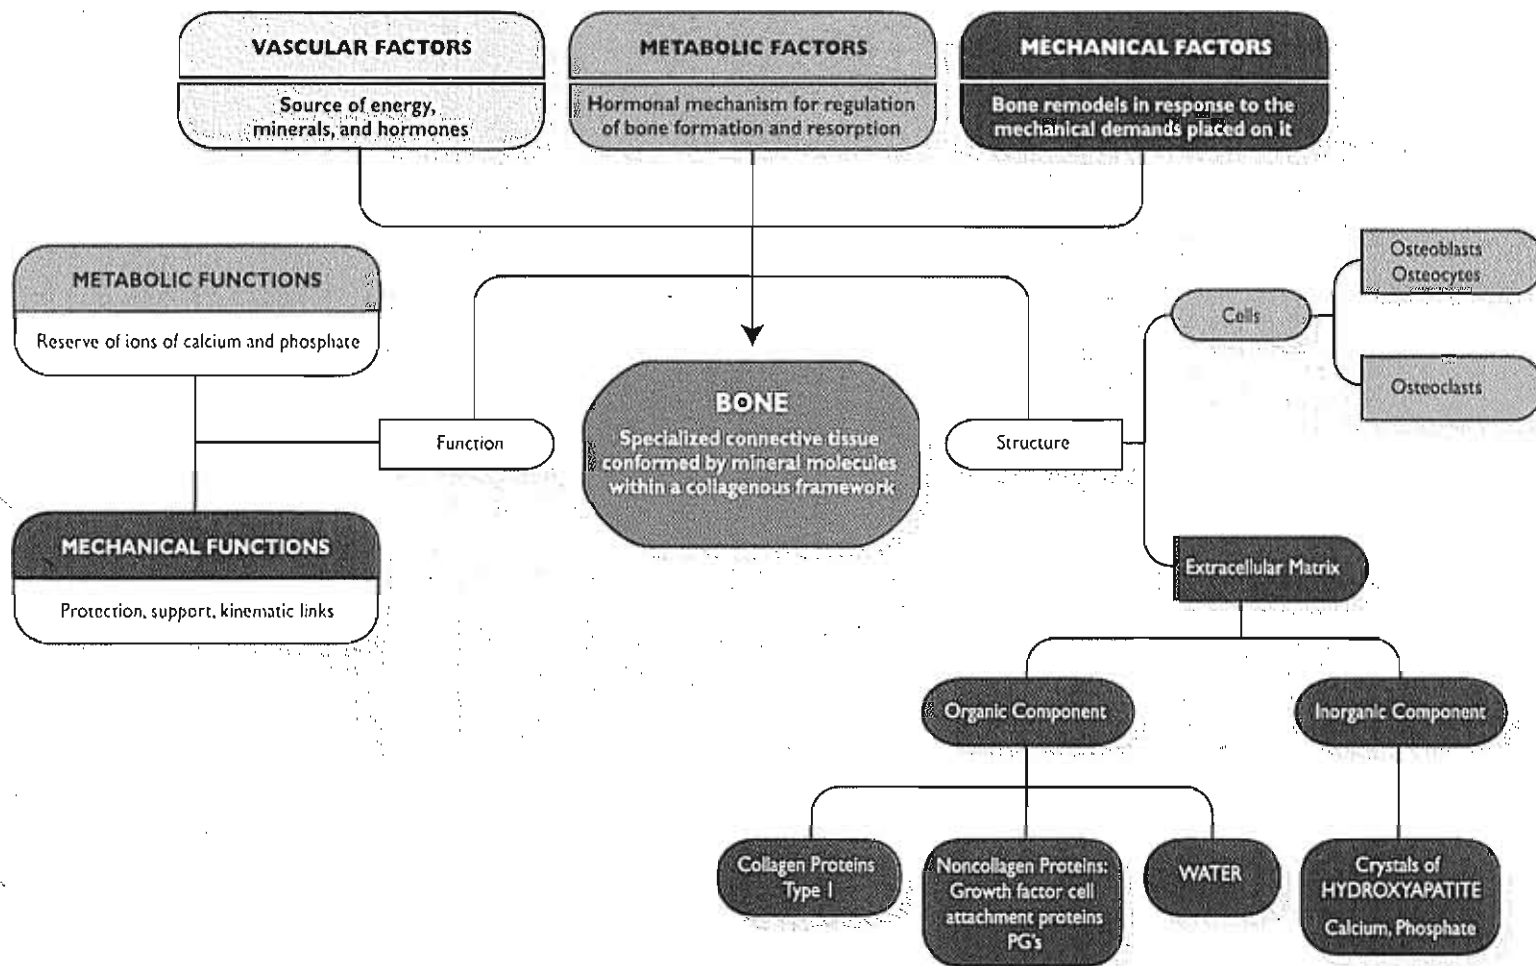 VASCULAR FACTORS
Source of energy,
minerals, and hormones
METABOLIC FACTORS
Hormonal mechanism for regulation
of bone formation and resorption
MECHANICAL FACTORS
Bone remodels in response to the
mechanical demands placed on it
METABOLIC FUNCTIONS
Reserve of ions of calcium and phosphate
Function
MECHANICAL FUNCTIONS
Protection, support, kinematic links
BONE
Specialized connective tissue
conformed by mineral molecules
within a collagenous framework
Structure
Cells
Osteoblasts
Osteocytes
Osteoclasts
Extracellular Matrix
Organic Component
Inorganic Component
Collagen Proteins
Type I
Noncollagen Proteins:
Growth factor cell
attachment proteins
PG's
WATER
Crystals of
HYDROXYAPATITE
Calcium, Phosphate